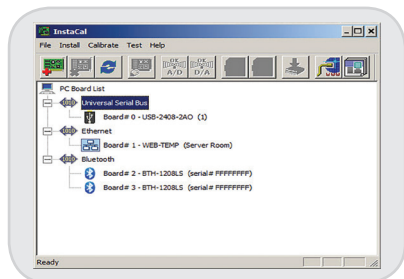 InstaCal
File Install Calibrate Test Help
A/D D/A
PC Board List
Universal Serial Bus
Board# 0 - USB-2408-2AO (1)
Ethernet
Board# 1 - WEB-TEMP (Server Room)
Bluetooth
Board# 2 - BTH-1208LS (serial# FFFFFFFF)
Board# 3 - BTH-1208LS (serial# FFFFFFFF)
Ready